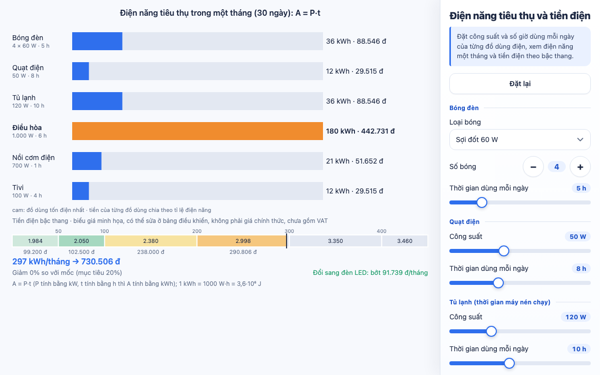 Điện năng tiêu thụ trong một tháng (30 ngày): A = P·t
Bóng đèn
4 × 60 W · 5 h
36 kWh · 88.546 đ
Quạt điện
50 W · 8 h
12 kWh · 29.515 đ
Tủ lạnh
120 W · 10 h
36 kWh · 88.546 đ
Điều hòa
1.000 W · 6 h
180 kWh · 442.731 đ
Nồi cơm điện
700 W · 1 h
21 kWh · 51.652 đ
Tivi
100 W · 4 h
12 kWh · 29.515 đ
cam: đồ dùng tốn điện nhất · tiền của từng đồ dùng chia theo tỉ lệ điện năng
Tiền điện bậc thang · biểu giá minh họa, có thể sửa ở bảng điều khiển, không phải giá chính thức, chưa gồm VAT
50 100 200 300 400
1.984 2.050 2.380 2.998 3.350 3.460
99.200 đ 102.500 đ 238.000 đ 290.806 đ
297 kWh/tháng → 730.506 đ
Giảm 0% so với mốc (mục tiêu 20%)
Đổi sang đèn LED: bớt 91.739 đ/tháng
A = P·t (P tính bằng kW, t tính bằng h thì A tính bằng kWh); 1 kWh = 1000 W·h = 3,6·10⁶ J
Điện năng tiêu thụ và tiền điện
Đặt công suất và số giờ dùng mỗi ngày
của từng đồ dùng điện, xem điện năng
một tháng và tiền điện theo bậc thang.
Đặt lại
Bóng đèn
Loại bóng
Sợi đốt 60 W
Số bóng
− 4 +
Thời gian dùng mỗi ngày 5 h
Quạt điện
Công suất 50 W
Thời gian dùng mỗi ngày 8 h
Tủ lạnh (thời gian máy nén chạy)
Công suất 120 W
Thời gian dùng mỗi ngày 10 h